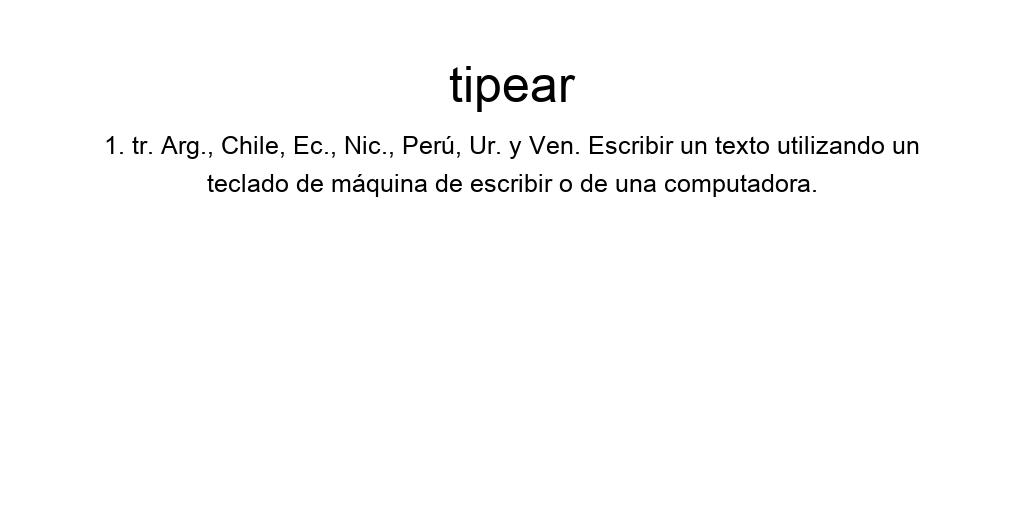 tipear
1. tr. Arg., Chile, Ec., Nic., Perú, Ur. y Ven. Escribir un texto utilizando un
teclado de máquina de escribir o de una computadora.